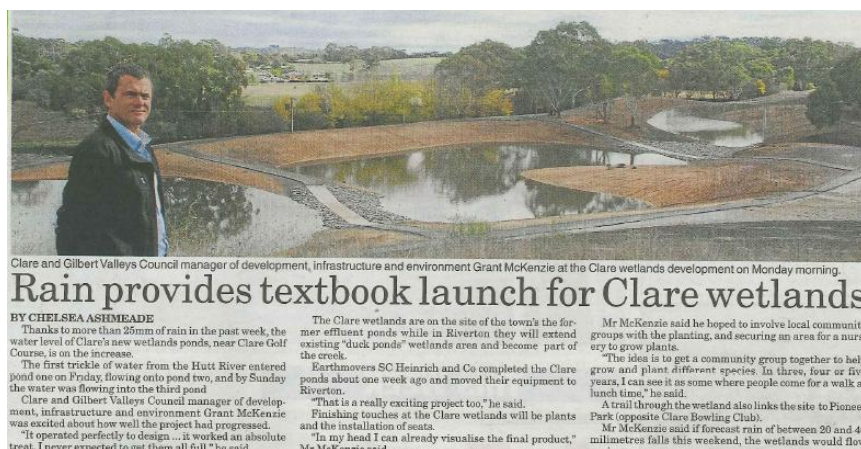 Clare and Gilbert Valleys Council manager of development, infrastructure and environment Grant McKenzie at the Clare wetlands development on Monday morning.
Rain provides textbook launch for Clare wetlands
BY CHELSEA ASHMEADE
Thanks to more than 25mm of rain in the past week, the
water level of Clare's new wetlands ponds, near Clare Golf
Course, is on the increase.
The first trickle of water from the Hutt River entered
pond one on Friday, flowing onto pond two, and by Sunday
the water was flowing into the third pond
Clare and Gilbert Valleys Council manager of develop-
ment, infrastructure and environment Grant McKenzie
was excited about how well the project had progressed.
"It operated perfectly to design ... it worked an absolute
treat. I never expected to get them all full," he said.
The Clare wetlands are on the site of the town's the for-
mer effluent ponds while in Riverton they will extend
existing "duck ponds" wetlands area and become part of
the creek.
Earthmovers SC Heinrich and Co completed the Clare
ponds about one week ago and moved their equipment to
Riverton.
"That is a really exciting project too," he said.
Finishing touches at the Clare wetlands will be plants
and the installation of seats.
"In my head I can already visualise the final product,"
Mr McKenzie said.
Mr McKenzie said he hoped to involve local communit
groups with the planting, and securing an area for a nurs
ery to grow plants.
"The idea is to get a community group together to hel
grow and plant different species. In three, four or fiv
years, I can see it as some where people come for a walk a
lunch time," he said.
A trail through the wetland also links the site to Pionee
Park (opposite Clare Bowling Club).
Mr McKenzie said if forecast rain of between 20 and 4
millimetres falls this weekend, the wetlands would flow